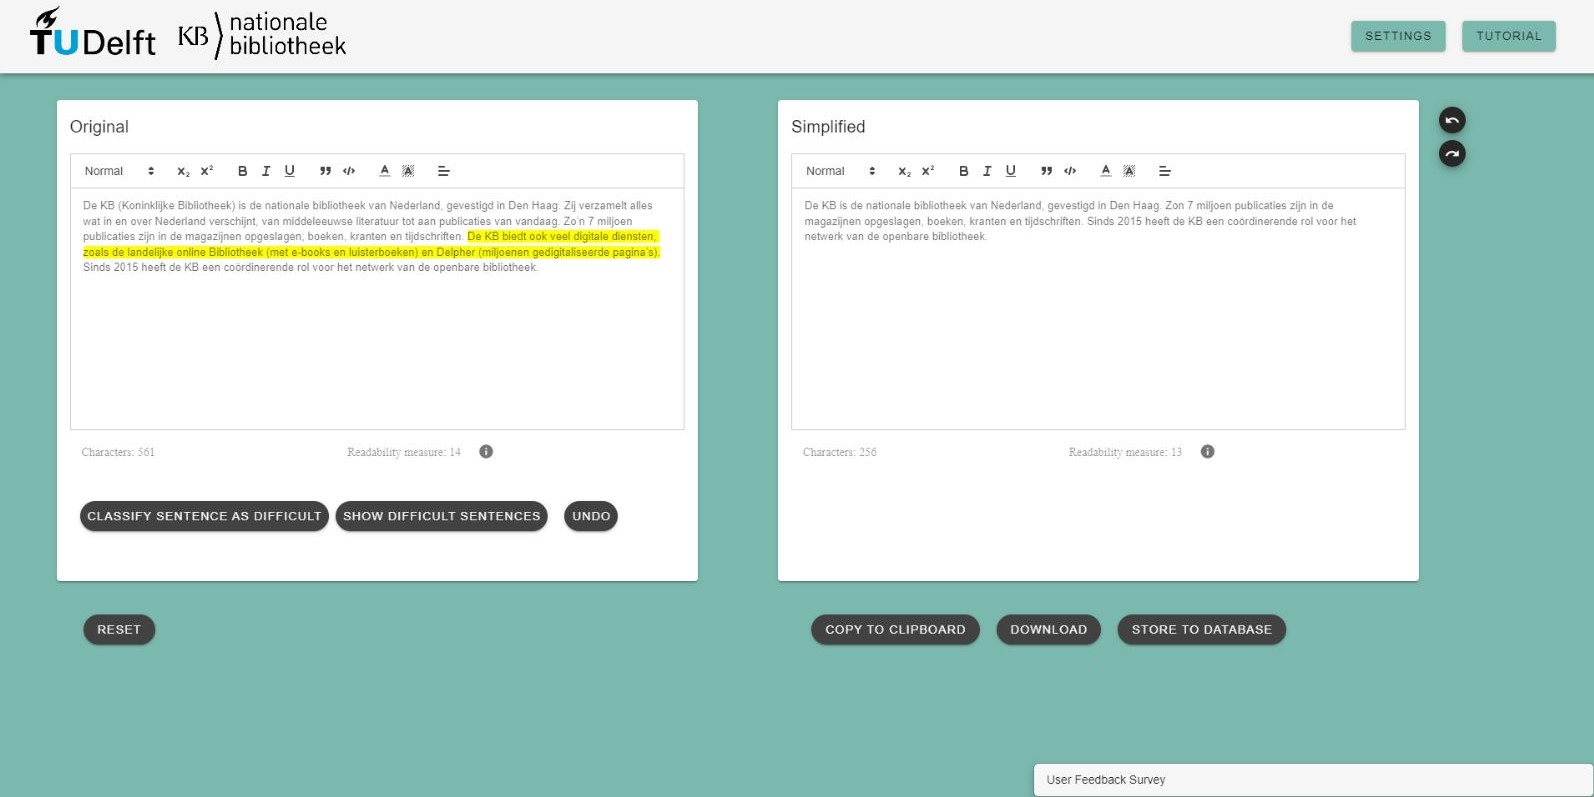 TUDelft
KB nationale
bibliotheek
SETTINGS
TUTORIAL
Original
Normal
De KB (Koninklijke Bibliotheek) is de nationale bibliotheek van Nederland, gevestigd in Den Haag. Zij verzamelt alles
wat in en over Nederland verschijnt, van middeleeuwse literatuur tot aan publicaties van vandaag. Zo'n 7 miljoen
publicaties zijn in de magazijnen opgeslagen, boeken, kranten en tijdschriften. De KB biedt ook veel digitale diensten,
zoals de landelijke online Bibliotheek (met e-books en luisterboeken) en Delpher (miljoenen gedigitaliseerde pagina's).
Sinds 2015 heeft de KB een coördinerende rol voor het netwerk van de openbare bibliotheek.
Characters: 561
Readability measure: 14
CLASSIFY SENTENCE AS DIFFICULT
SHOW DIFFICULT SENTENCES
UNDO
RESET
Simplified
Normal
De KB is de nationale bibliotheek van Nederland, gevestigd in Den Haag. Zon 7 miljoen publicaties zijn in de
magazijnen opgeslagen, boeken, kranten en tijdschriften. Sinds 2015 heeft de KB een coördinerende rol voor het
netwerk van de openbare bibliotheek.
Characters: 256
Readability measure: 13
COPY TO CLIPBOARD
DOWNLOAD
STORE TO DATABASE
User Feedback Survey